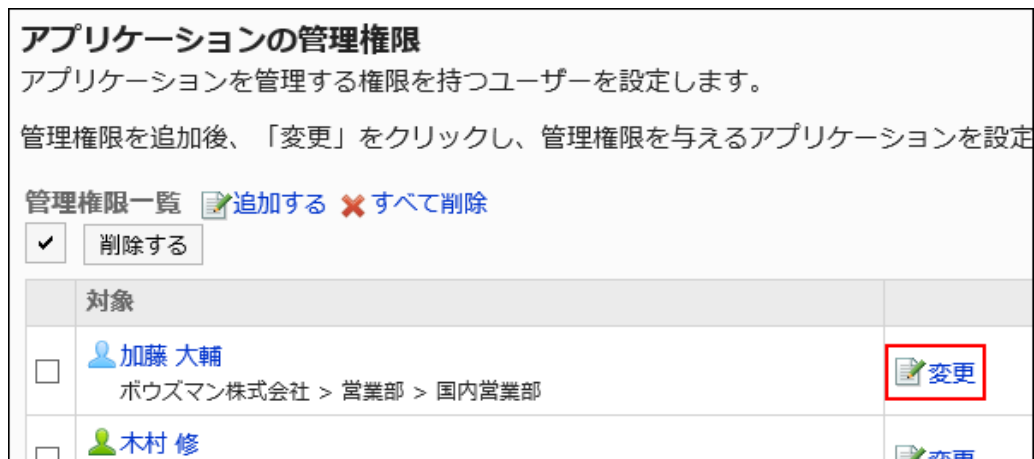 アプリケーションの管理権限
アプリケーションを管理する権限を持つユーザーを設定します。
管理権限を追加後、「変更」をクリックし、管理権限を与えるアプリケーションを設定
管理権限一覧 追加する すべて削除
削除する
対象
加藤 大輔
変更
ボウズマン株式会社 > 営業部 > 国内営業部
木村 修
変更